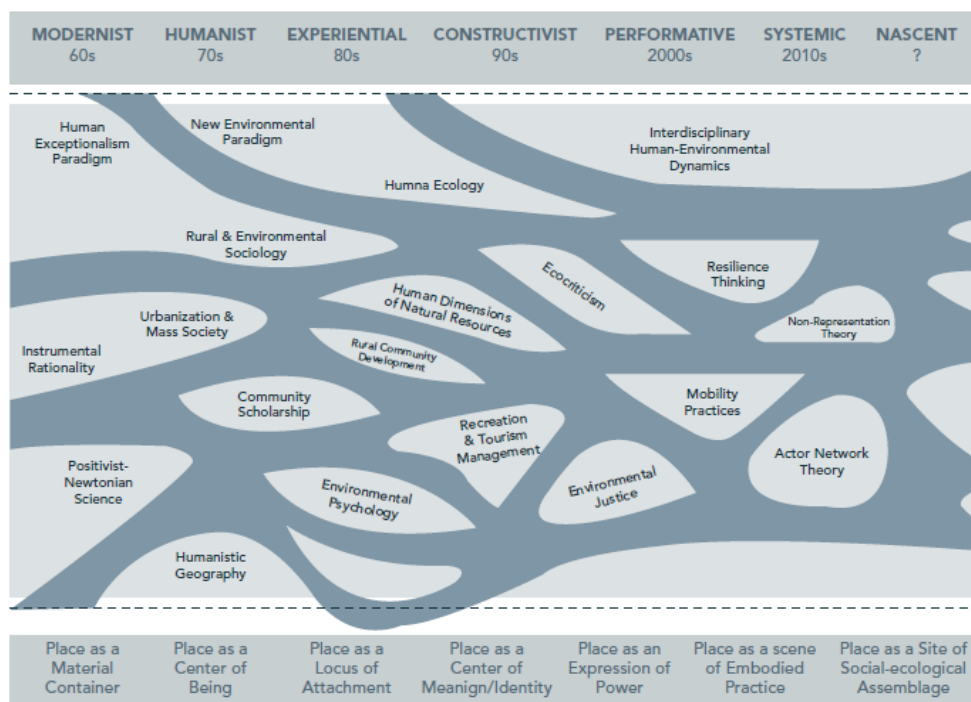 MODERNIST
60s
HUMANIST
70s
EXPERIENTIAL
80s
CONSTRUCTIVIST
90s
PERFORMATIVE
2000s
SYSTEMIC
2010s
NASCENT
?
Human
Exceptionalism
Paradigm
New Environmental
Paradigm
Interdisciplinary
Human-Environmental
Dynamics
Humna Ecology
Rural & Environmental
Sociology
Ecocriticism
Resilience
Thinking
Human Dimensions
of Natural Resources
Urbanization &
Mass Society
Non-Representation
Theory
Instrumental
Rationality
Rural Community
Development
Community
Scholarship
Mobility
Practices
Recreation
& Tourism
Management
Positivist-
Newtonian
Science
Actor Network
Theory
Environmental
Psychology
Environmental
Justice
Humanistic
Geography
Place as a
Material
Container
Place as a
Center of
Being
Place as a
Locus of
Attachment
Place as a
Center of
Meanign/Identity
Place as an
Expression of
Power
Place as a scene
of Embodied
Practice
Place as a Site of
Social-ecological
Assemblage